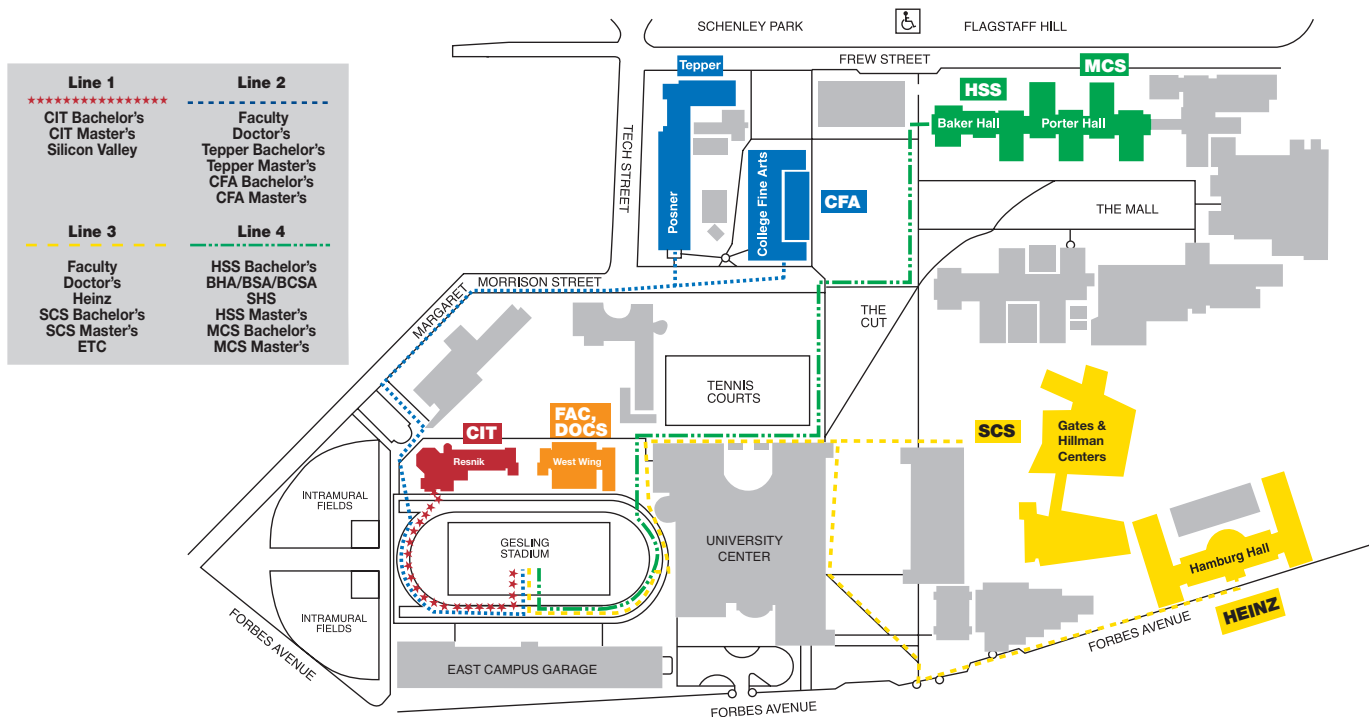 SCHENLEY PARK
FLAGSTAFF HILL
FREW STREET
Line 1
CIT Bachelor's
CIT Master's
Silicon Valley
Line 2
Faculty
Doctor's
Tepper Bachelor's
Tepper Master's
CFA Bachelor's
CFA Master's
Line 3
Faculty
Doctor's
Heinz
SCS Bachelor's
SCS Master's
ETC
Line 4
HSS Bachelor's
BHA/BSA/BCSA
SHS
HSS Master's
MCS Bachelor's
MCS Master's
Tepper
MCS
HSS
Baker Hall
Porter Hall
TECH STREET
Posner
College Fine Arts
CFA
THE MALL
MORRISON STREET
MARGARET
THE
CUT
TENNIS
COURTS
FAC,
DOCS
CIT
SCS
Gates &
Hillman
Centers
Resnik
West Wing
INTRAMURAL
FIELDS
GESLING
STADIUM
UNIVERSITY
CENTER
Hamburg Hall
HEINZ
INTRAMURAL
FIELDS
FORBES AVENUE
FORBES AVENUE
EAST CAMPUS GARAGE
FORBES AVENUE